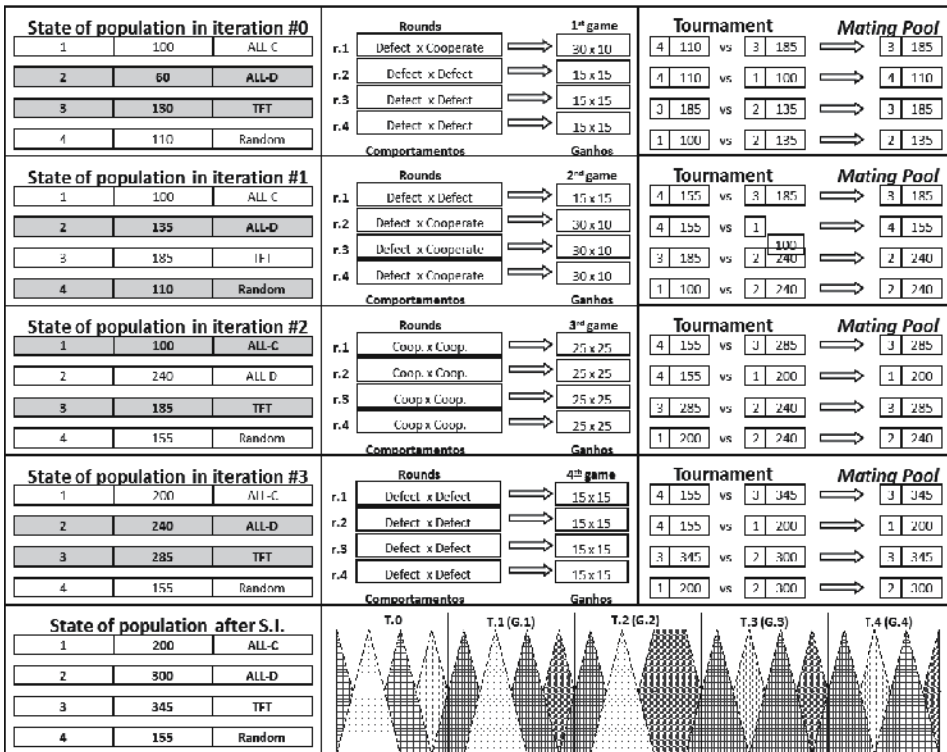 State of population in iteration #0
1 100 ALL C
2 60 ALL-D
3 130 TFT
4 110 Random
Rounds 1st game
r.1 Defect x Cooperate 30 x 10
r.2 Defect x Defect 15 x 15
r.3 Defect x Defect 15 x 15
r.4 Defect x Defect 15 x 15
Comportamentos Ganhos
Tournament Mating Pool
4 110 vs 3 185 3 185
4 110 vs 1 100 4 110
3 185 vs 2 135 3 185
1 100 vs 2 135 2 135
State of population in iteration #1
1 100 ALL C
2 135 ALL-D
3 185 TFT
4 110 Random
Rounds 2nd game
r.1 Defect x Defect 15 x 15
r.2 Defect x Cooperate 30 x 10
r.3 Defect x Cooperate 30 x 10
r.4 Defect x Cooperate 30 x 10
Comportamentos Ganhos
Tournament Mating Pool
4 155 vs 3 185 3 185
4 155 vs 1 100 4 155
3 185 vs 2 240 2 240
1 100 vs 2 240 2 240
State of population in iteration #2
1 100 ALL-C
2 240 ALL D
3 185 TFT
4 155 Random
Rounds 3rd game
r.1 Coop. x Coop. 25 x 25
r.2 Coop. x Coop. 25 x 25
r.3 Coop x Coop. 25 x 25
r.4 Coop x Coop. 25 x 25
Comportamentos Ganhos
Tournament Mating Pool
4 155 vs 3 285 3 285
4 155 vs 1 200 1 200
3 285 vs 2 240 3 285
1 200 vs 2 240 2 240
State of population in iteration #3
1 200 ALL-C
2 240 ALL-D
3 285 TFT
4 155 Random
Rounds 4th game
r.1 Defect x Defect 15 x 15
r.2 Defect x Defect 15 x 15
r.3 Defect x Defect 15 x 15
r.4 Defect x Defect 15 x 15
Comportamentos Ganhos
Tournament Mating Pool
4 155 vs 3 345 3 345
4 155 vs 1 200 1 200
3 345 vs 2 300 3 345
1 200 vs 2 300 2 300
State of population after S.I.
1 200 ALL-C
2 300 ALL-D
3 345 TFT
4 155 Random
T.0 T.1 (G.1) T.2 (G.2) T.3 (G.3) T.4 (G.4)